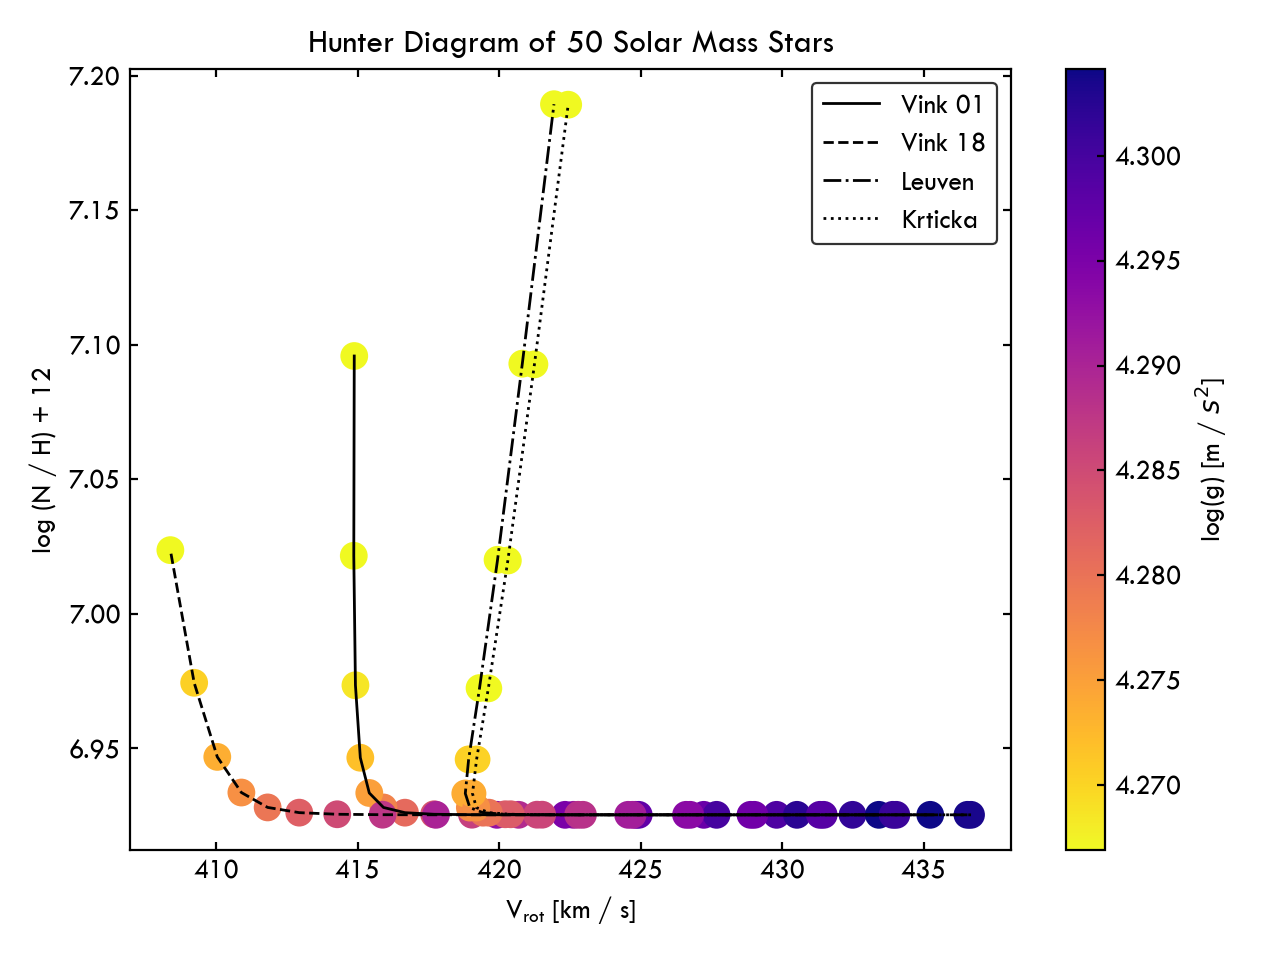 Hunter Diagram of 50 Solar Mass Stars
7.20
7.15
7.10
7.05
7.00
6.95
log (N / H) + 12
410
415
420
425
430
435
V_rot [km / s]
Vink 01
Vink 18
Leuven
Krticka
4.300
4.295
4.290
4.285
4.280
4.275
4.270
log(g) [m / s²]